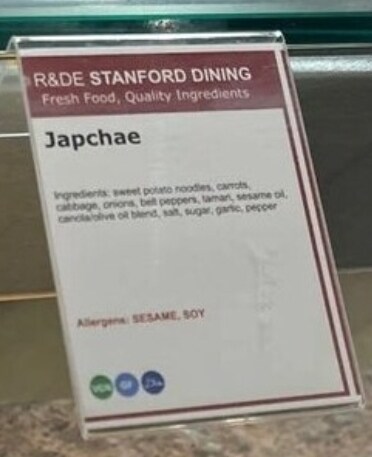 R&DE STANFORD DINING
Fresh Food, Quality Ingredients
Japchae
Ingredients: sweet potato noodles, carrots,
cabbage, onions, bell peppers, tamari, sesame oil,
canola/olive oil blend, salt, sugar, garlic, pepper
Allergens: SESAME, SOY
VGN GF